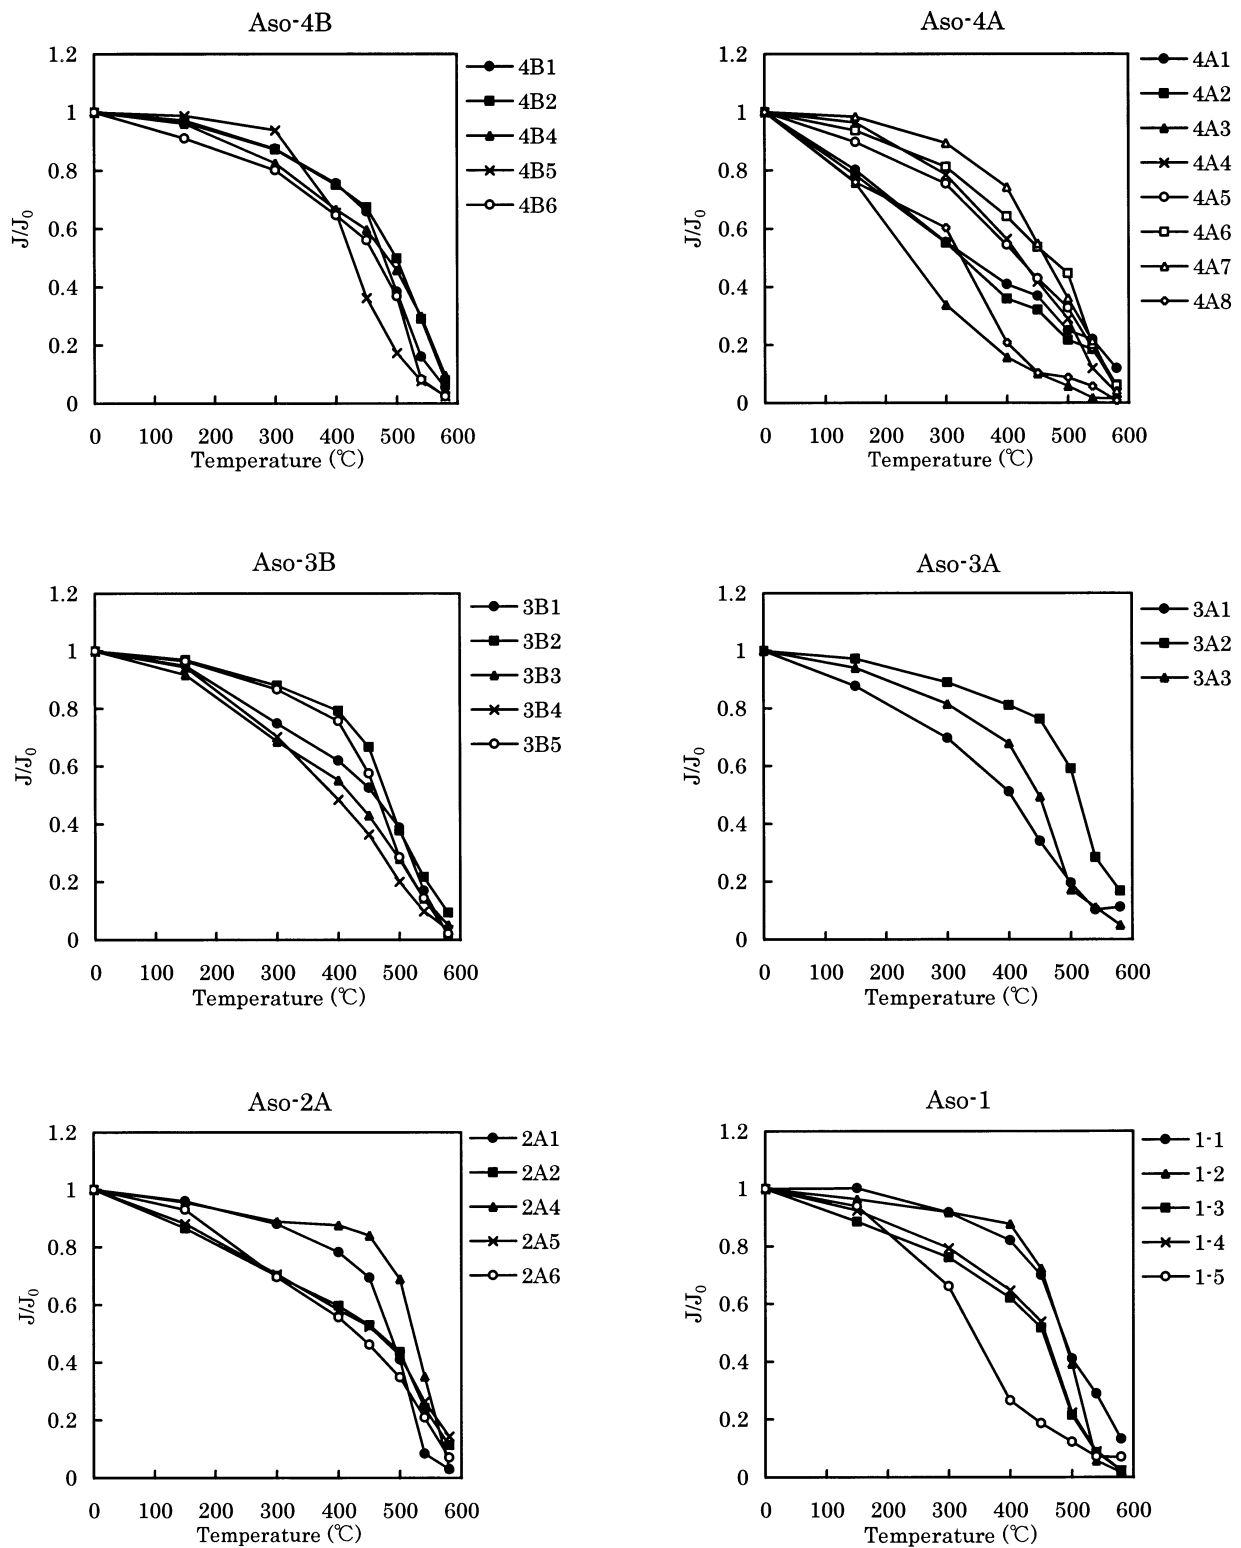 Aso-4B
1.2
1
0.8
0.6
0.4
0.2
0
J/J0
0 100 200 300 400 500 600
Temperature (℃)
4B1
4B2
4B4
4B5
4B6
Aso-4A
1.2
1
0.8
0.6
0.4
0.2
0
J/J0
0 100 200 300 400 500 600
Temperature (℃)
4A1
4A2
4A3
4A4
4A5
4A6
4A7
4A8
Aso-3B
1.2
1
0.8
0.6
0.4
0.2
0
J/J0
0 100 200 300 400 500 600
Temperature (℃)
3B1
3B2
3B3
3B4
3B5
Aso-3A
1.2
1
0.8
0.6
0.4
0.2
0
J/J0
0 100 200 300 400 500 600
Temperature (℃)
3A1
3A2
3A3
Aso-2A
1.2
1
0.8
0.6
0.4
0.2
0
J/J0
0 100 200 300 400 500 600
Temperature (℃)
2A1
2A2
2A4
2A5
2A6
Aso-1
1.2
1
0.8
0.6
0.4
0.2
0
J/J0
0 100 200 300 400 500 600
Temperature (℃)
1-1
1-2
1-3
1-4
1-5